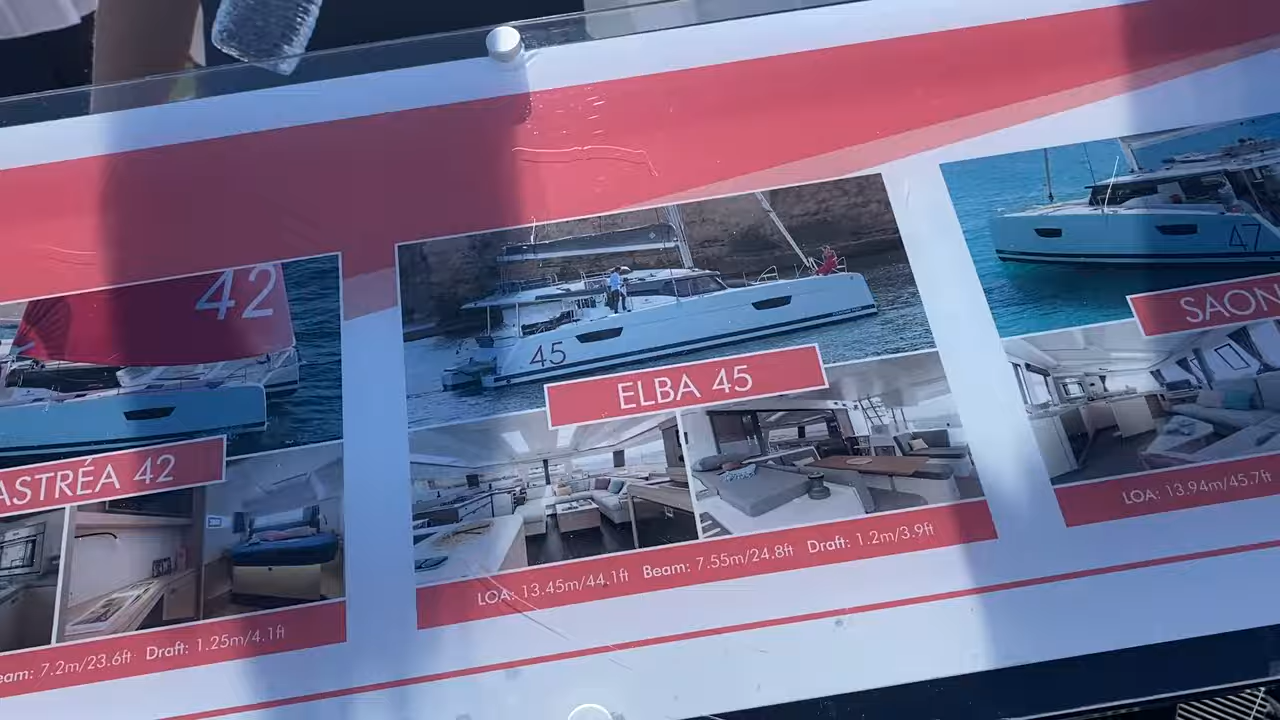 42
ASTRÉA 42
eam: 7.2m/23.6ft Draft: 1.25m/4.1ft
45
ELBA 45
LOA: 13.45m/44.1ft Beam: 7.55m/24.8ft Draft: 1.2m/3.9ft
47
SAON
LOA: 13.94m/45.7ft